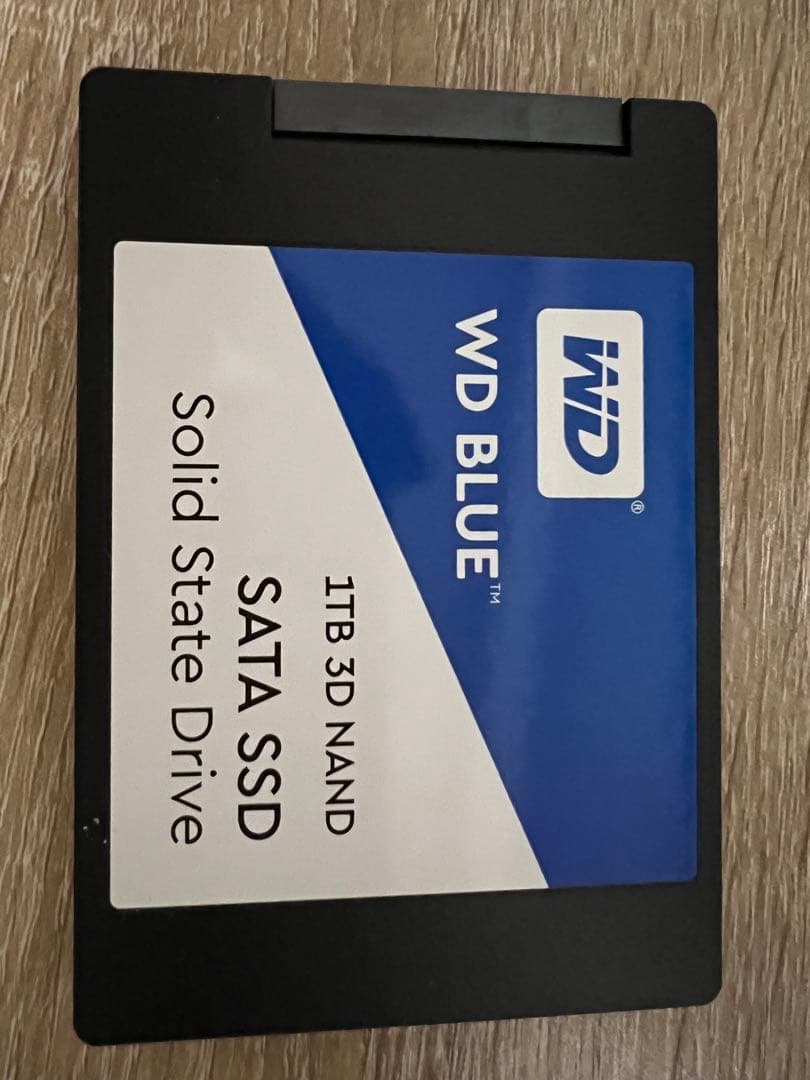 WD®
WD BLUE™
1TB 3D NAND
SATA SSD
Solid State Drive